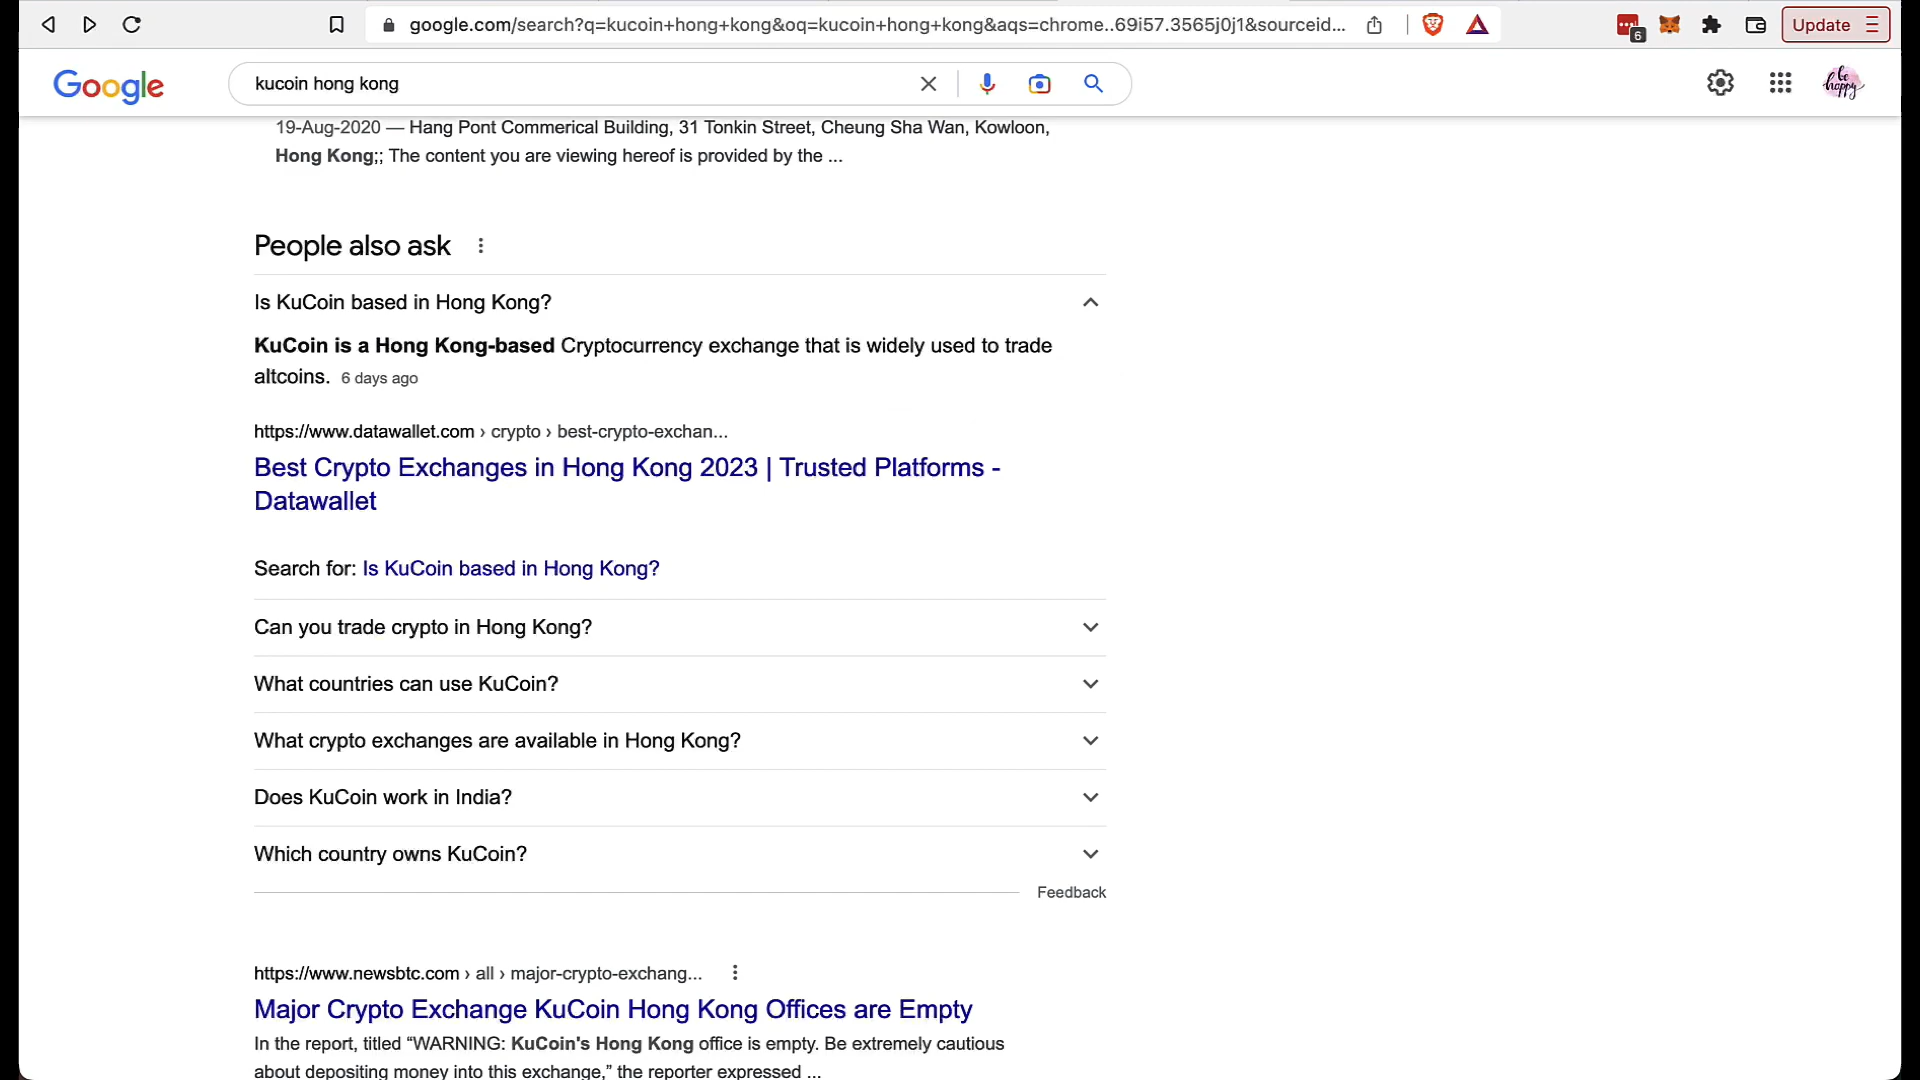 google.com/search?q=kucoin+hong+kong&oq=kucoin+hong+kong&aqs=chrome..69i57.3565j0j1&sourceid...
6
Update
Google
kucoin hong kong
be happy
19-Aug-2020 — Hang Pont Commerical Building, 31 Tonkin Street, Cheung Sha Wan, Kowloon,
Hong Kong;; The content you are viewing hereof is provided by the ...
People also ask
Is KuCoin based in Hong Kong?
KuCoin is a Hong Kong-based Cryptocurrency exchange that is widely used to trade
altcoins. 6 days ago
https://www.datawallet.com › crypto › best-crypto-exchan...
Best Crypto Exchanges in Hong Kong 2023 | Trusted Platforms -
Datawallet
Search for: Is KuCoin based in Hong Kong?
Can you trade crypto in Hong Kong?
What countries can use KuCoin?
What crypto exchanges are available in Hong Kong?
Does KuCoin work in India?
Which country owns KuCoin?
Feedback
https://www.newsbtc.com › all › major-crypto-exchang...
Major Crypto Exchange KuCoin Hong Kong Offices are Empty
In the report, titled “WARNING: KuCoin's Hong Kong office is empty. Be extremely cautious
about depositing money into this exchange,” the reporter expressed ...